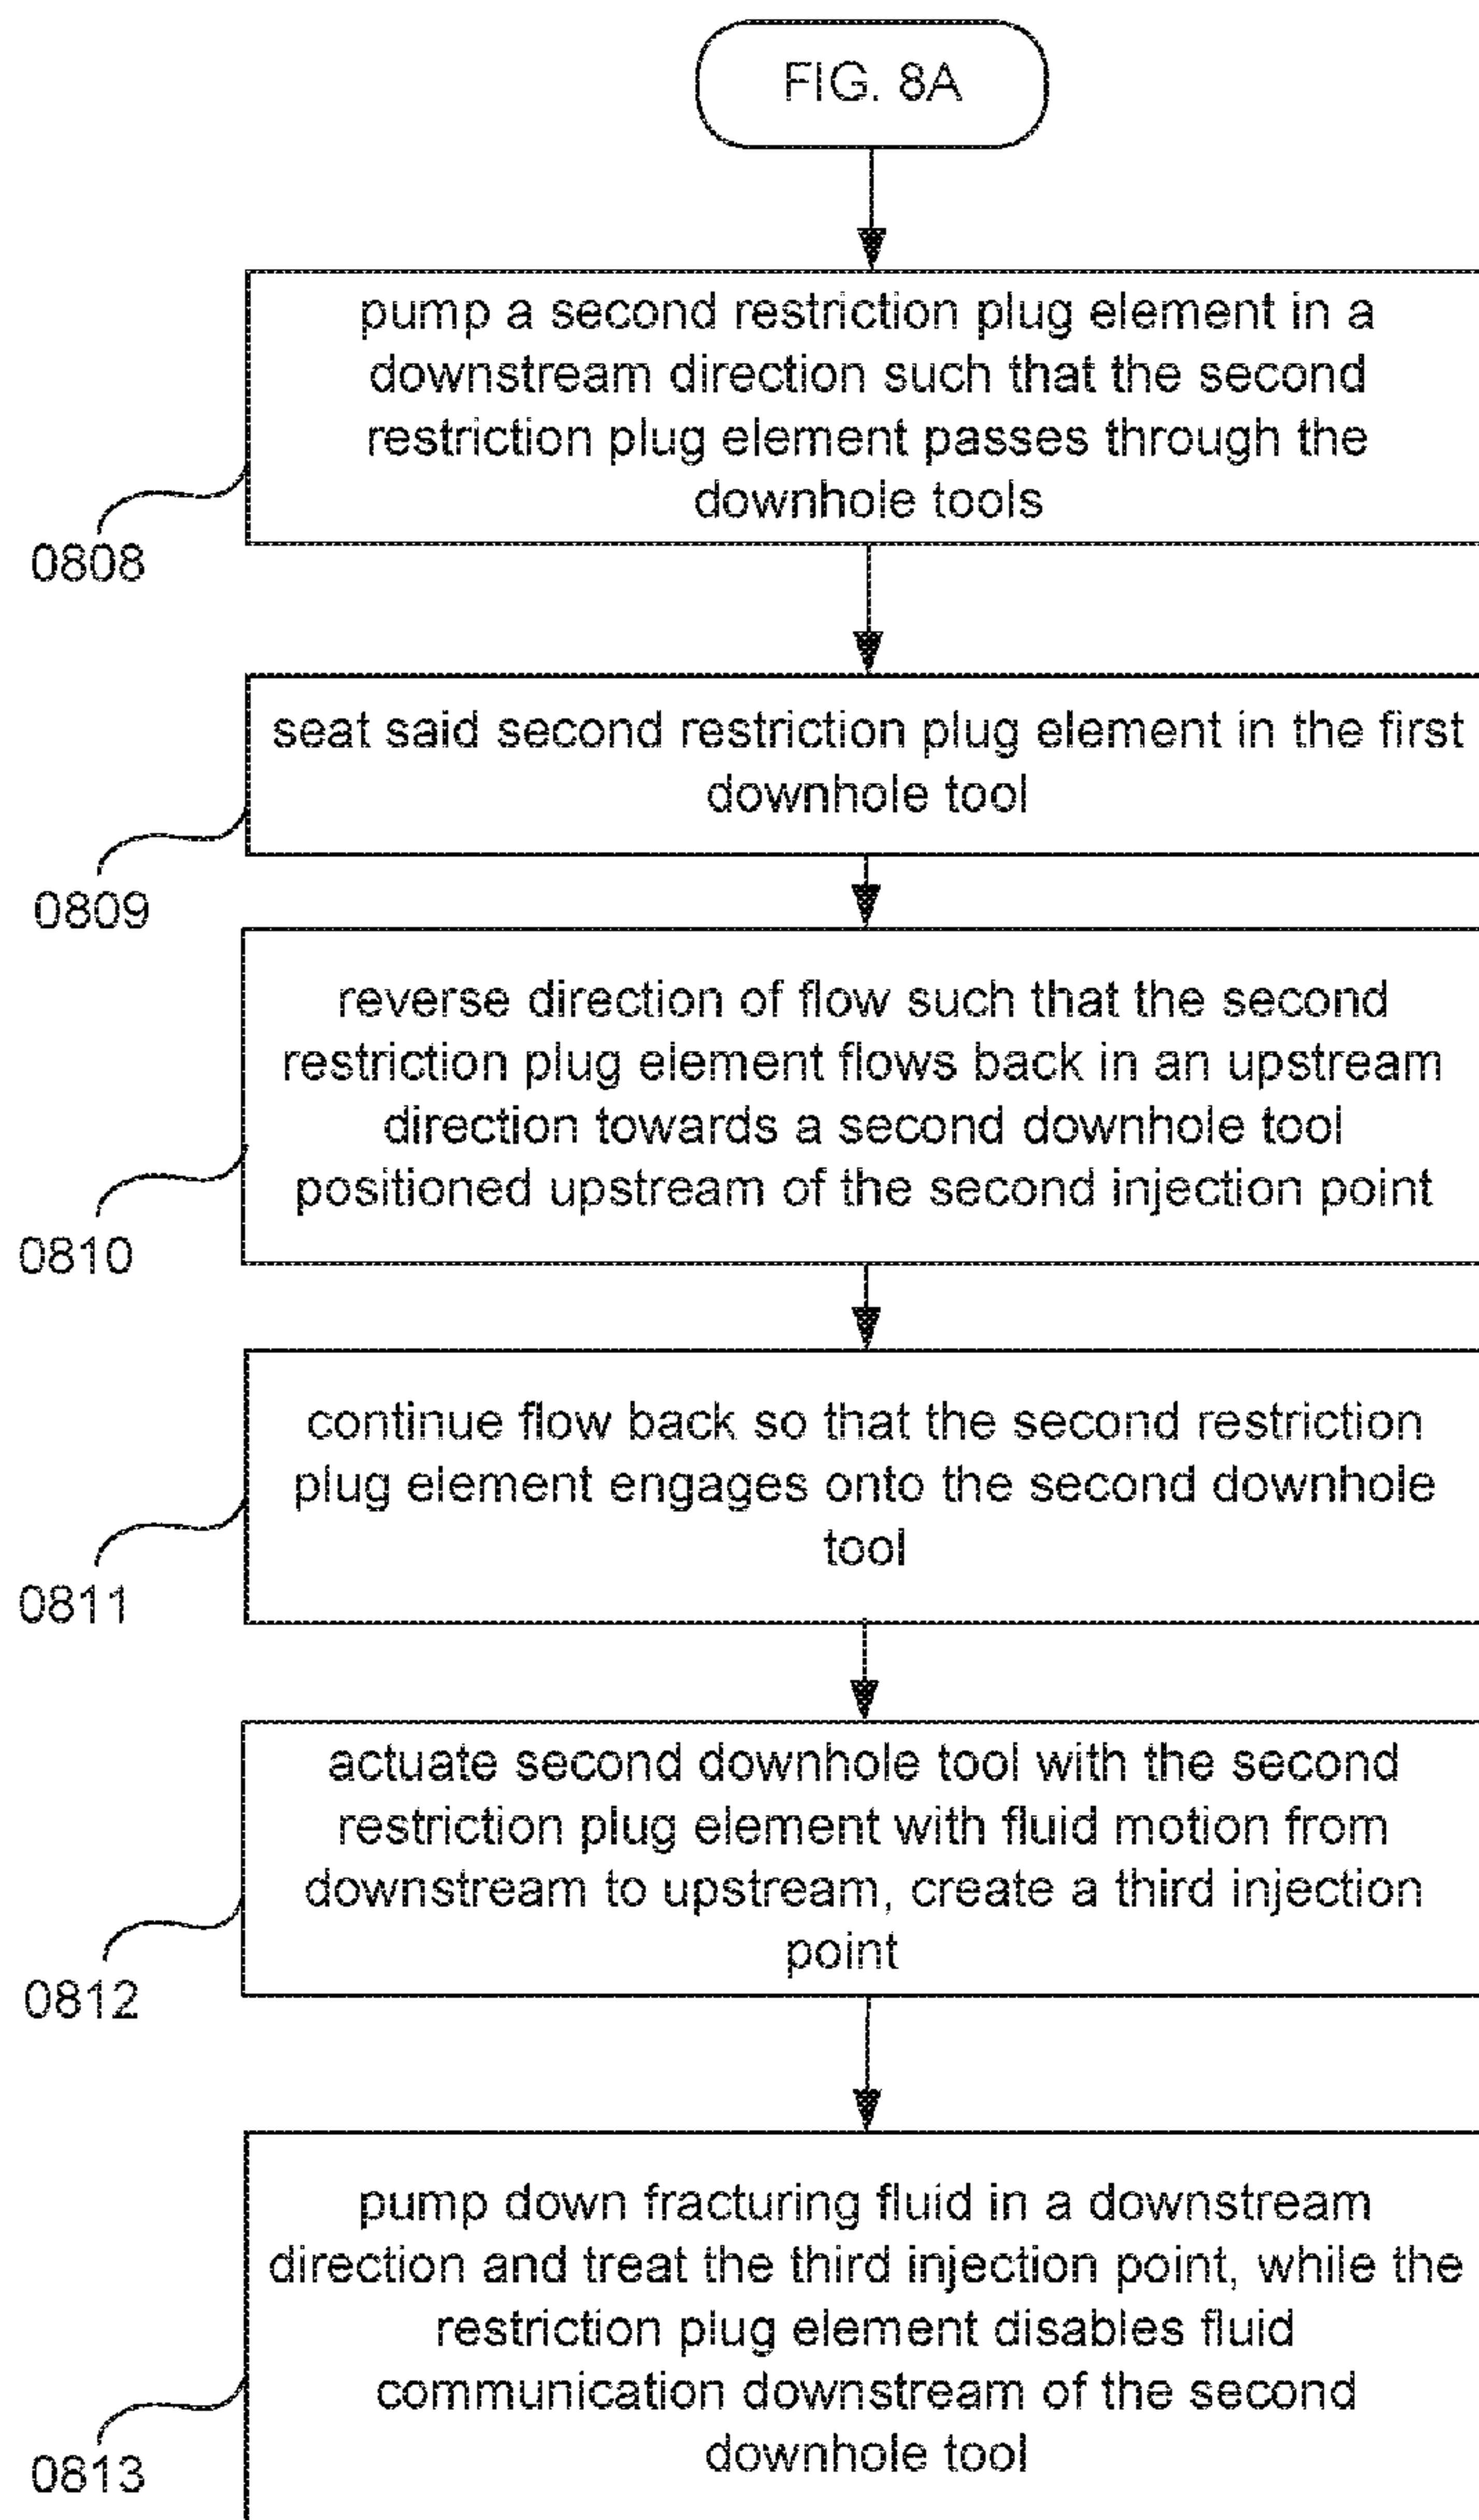 FIG. 8A
pump a second restriction plug element in a
downstream direction such that the second
restriction plug element passes through the
downhole tools
0808
seat said second restriction plug element in the first
downhole tool
0809
reverse direction of flow such that the second
restriction plug element flows back in an upstream
direction towards a second downhole tool
positioned upstream of the second injection point
0810
continue flow back so that the second restriction
plug element engages onto the second downhole
tool
0811
actuate second downhole tool with the second
restriction plug element with fluid motion from
downstream to upstream, create a third injection
point
0812
pump down fracturing fluid in a downstream
direction and treat the third injection point, while the
restriction plug element disables fluid
communication downstream of the second
downhole tool
0813